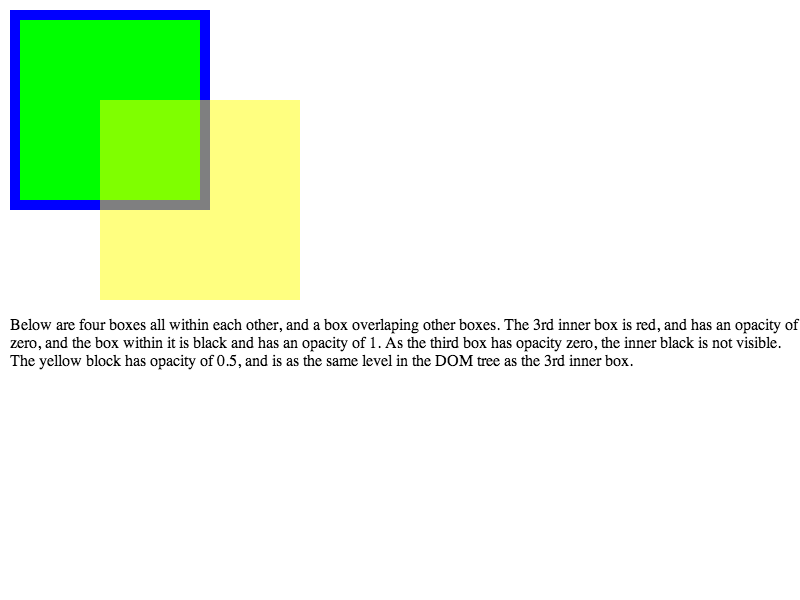 Below are four boxes all within each other, and a box overlaping other boxes. The 3rd inner box is red, and has an opacity of
zero, and the box within it is black and has an opacity of 1. As the third box has opacity zero, the inner black is not visible.
The yellow block has opacity of 0.5, and is as the same level in the DOM tree as the 3rd inner box.